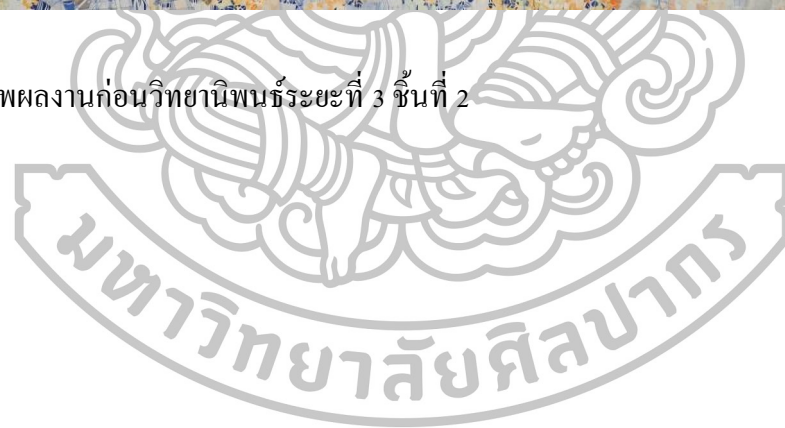 พผลงานก่อนวิทยานิพนธ์ระยะที่ 3 ชิ้นที่ 2
มหาวิทยาลัยศิลปากร